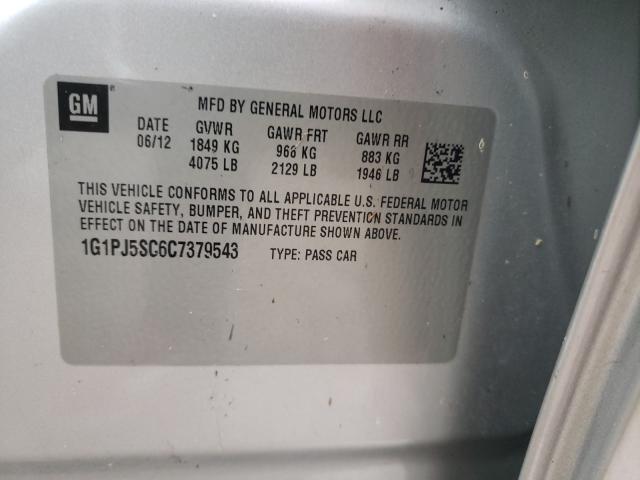 GM
MFD BY GENERAL MOTORS LLC
DATE GVWR GAWR FRT GAWR RR
06/12 1849 KG 966 KG 883 KG
4075 LB 2129 LB 1946 LB
THIS VEHICLE CONFORMS TO ALL APPLICABLE U.S. FEDERAL MOTOR
VEHICLE SAFETY, BUMPER, AND THEFT PREVENTION STANDARDS IN
EFFECT ON THE DATE OF MANUFACTURE SHOWN ABOVE.
1G1PJ5SC6C7379543 TYPE: PASS CAR